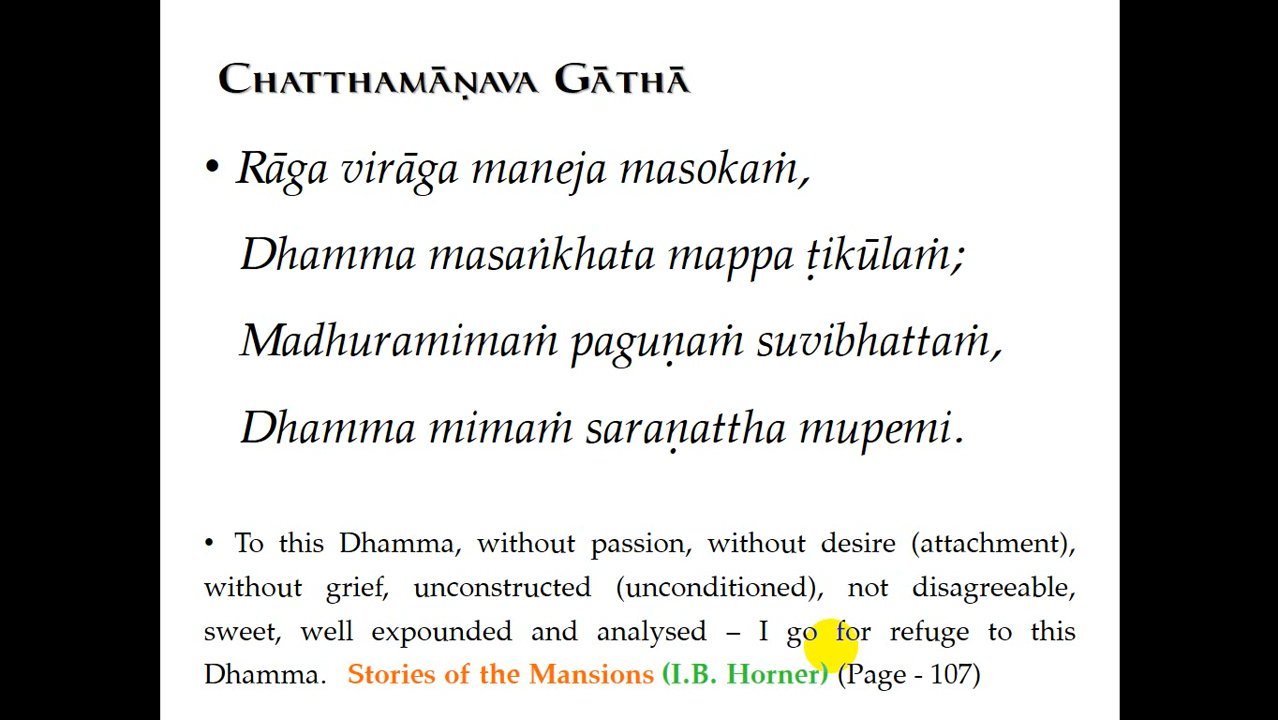 Chatthamāṇava Gāthā
• Rāga virāga maneja masokaṁ,
Dhamma masaṅkhata mappa ṭikūlaṁ;
Madhuramimaṁ paguṇaṁ suvibhattaṁ,
Dhamma mimaṁ saraṇattha mupemi.
• To this Dhamma, without passion, without desire (attachment),
without grief, unconstructed (unconditioned), not disagreeable,
sweet, well expounded and analysed – I go for refuge to this
Dhamma. Stories of the Mansions (I.B. Horner) (Page - 107)